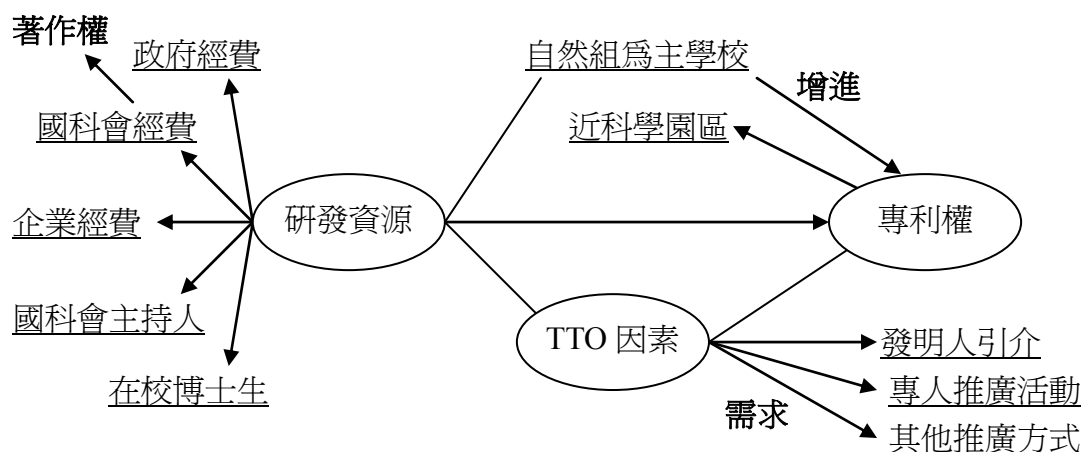 著作權
政府經費
自然組為主學校
增進
國科會經費
近科學園區
企業經費
研發資源
專利權
國科會主持人
TTO 因素
發明人引介
在校博士生
專人推廣活動
需求
其他推廣方式